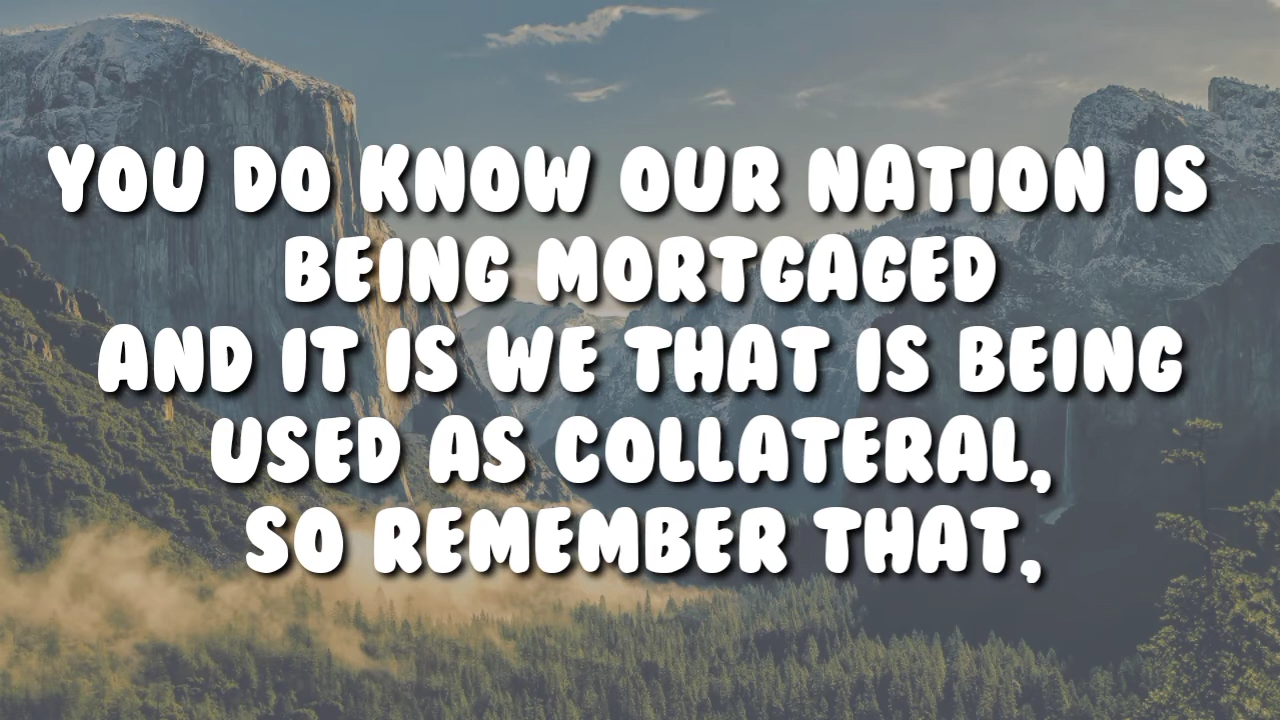 YOU DO KNOW OUR NATION IS
BEING MORTGAGED
AND IT IS WE THAT IS BEING
USED AS COLLATERAL,
SO REMEMBER THAT,